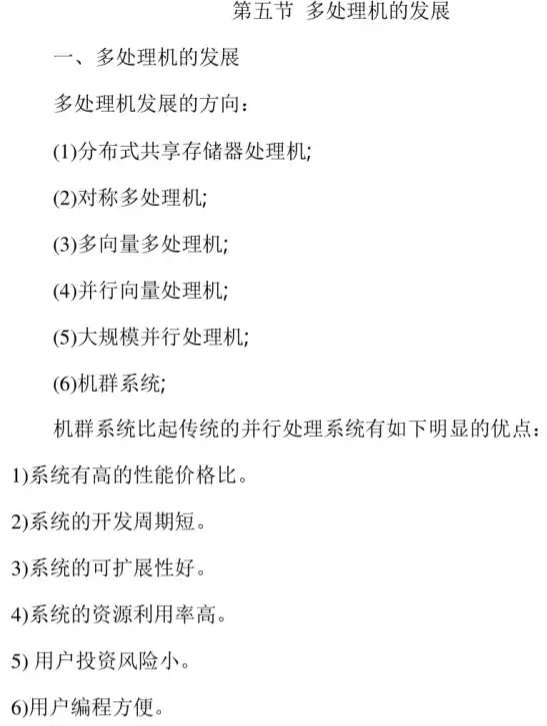 第五节 多处理机的发展
一、多处理机的发展
多处理机发展的方向:
(1)分布式共享存储器处理机;
(2)对称多处理机;
(3)多向量多处理机;
(4)并行向量处理机;
(5)大规模并行处理机;
(6)机群系统;
机群系统比起传统的并行处理系统有如下明显的优点:
1)系统有高的性能价格比。
2)系统的开发周期短。
3)系统的可扩展性好。
4)系统的资源利用率高。
5) 用户投资风险小。
6)用户编程方便。